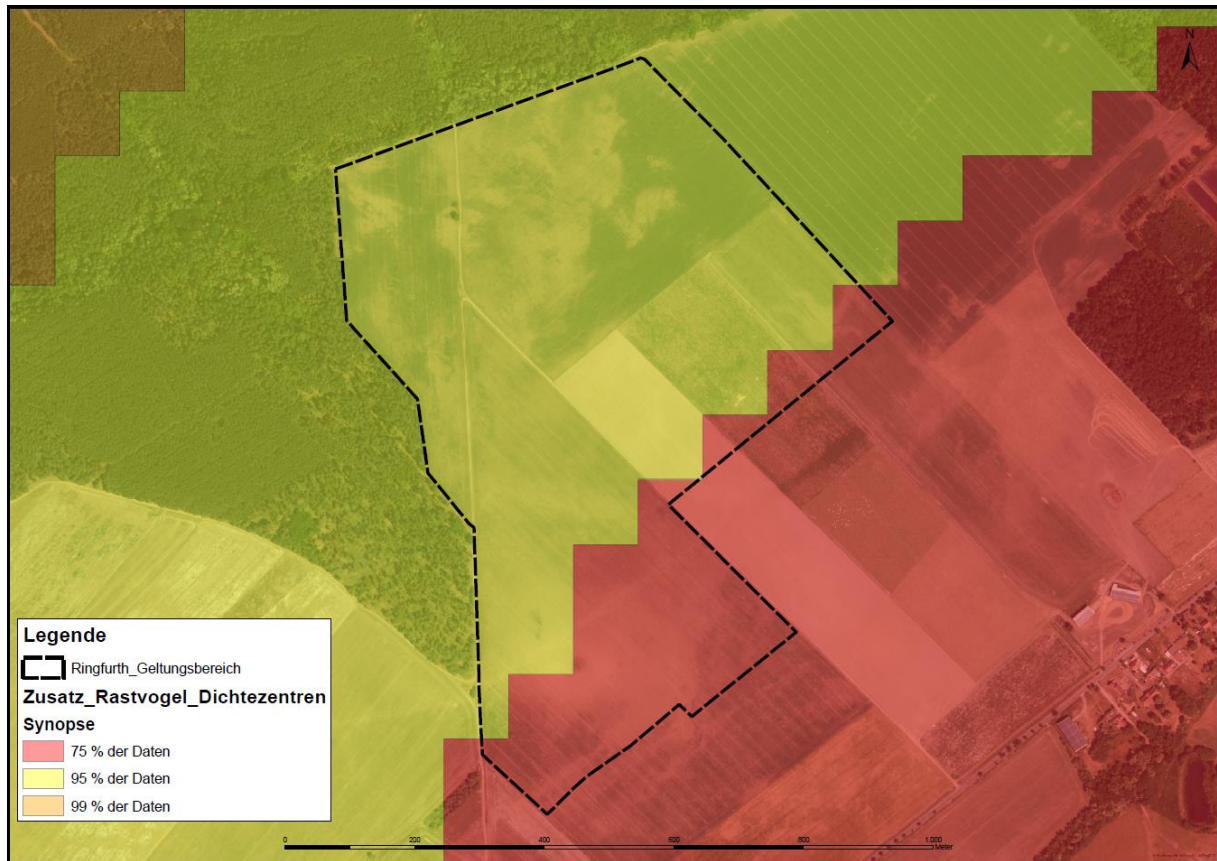 N
Legende
Ringfurth_Geltungsbereich
Zusatz_Rastvogel_Dichtezentren
Synopse
75 % der Daten
95 % der Daten
99 % der Daten
0 200 400 600 800 1.000
Meter